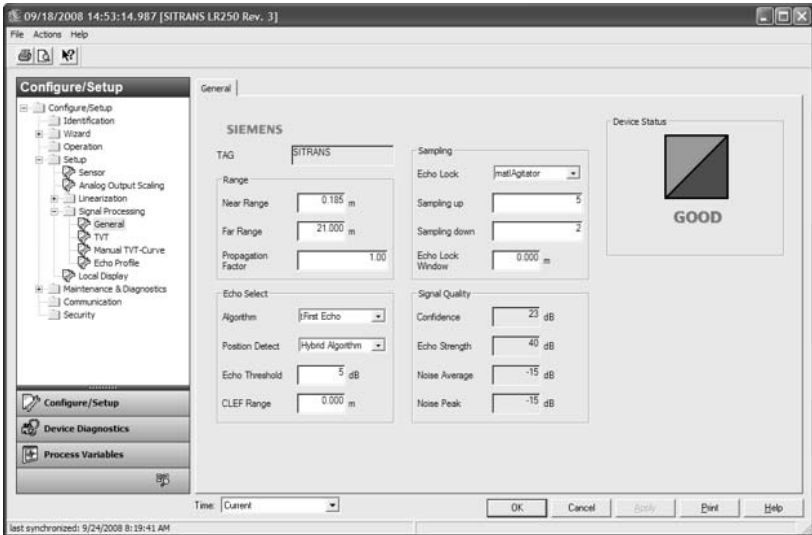 09/18/2008 14:53:14.987 [SITRANS LR250 Rev. 3]
File Actions Help
Configure/Setup
Configure/Setup
Identification
Wizard
Operation
Setup
Sensor
Analog Output Scaling
Linearization
Signal Processing
General
TVT
Manual TVT-Curve
Echo Profile
Local Display
Maintenance & Diagnostics
Communication
Security
Configure/Setup
Device Diagnostics
Process Variables
General
SIEMENS
TAG SITRANS
Range
Near Range 0.185 m
Far Range 21.000 m
Propagation
Factor 1.00
Echo Select
Algorithm tFirst Echo
Position Detect Hybrid Algorithm
Echo Threshold 5 dB
CLEF Range 0.000 m
Sampling
Echo Lock matlAgitator
Sampling up 5
Sampling down 2
Echo Lock
Window 0.000 m
Signal Quality
Confidence 23 dB
Echo Strength 40 dB
Noise Average -15 dB
Noise Peak -15 dB
Device Status
GOOD
Time: Current
OK Cancel Apply Print Help
last synchronized: 9/24/2008 8:19:41 AM